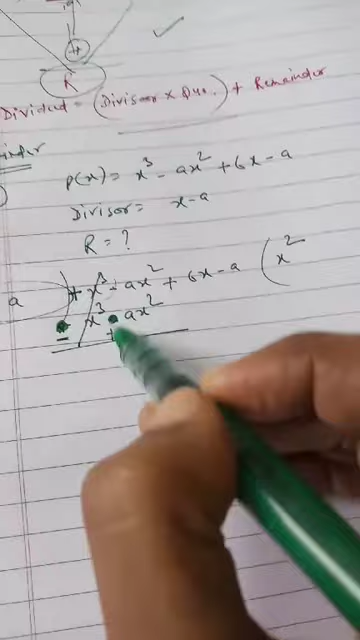 R
Dividend = (Divisor x Quo.) + Remainder
p(x) = x³ - ax² + 6x - a
Divisor = x - a
R = ?
a ) + x³ - ax² + 6x - a ( x²
x³ - ax²
- +